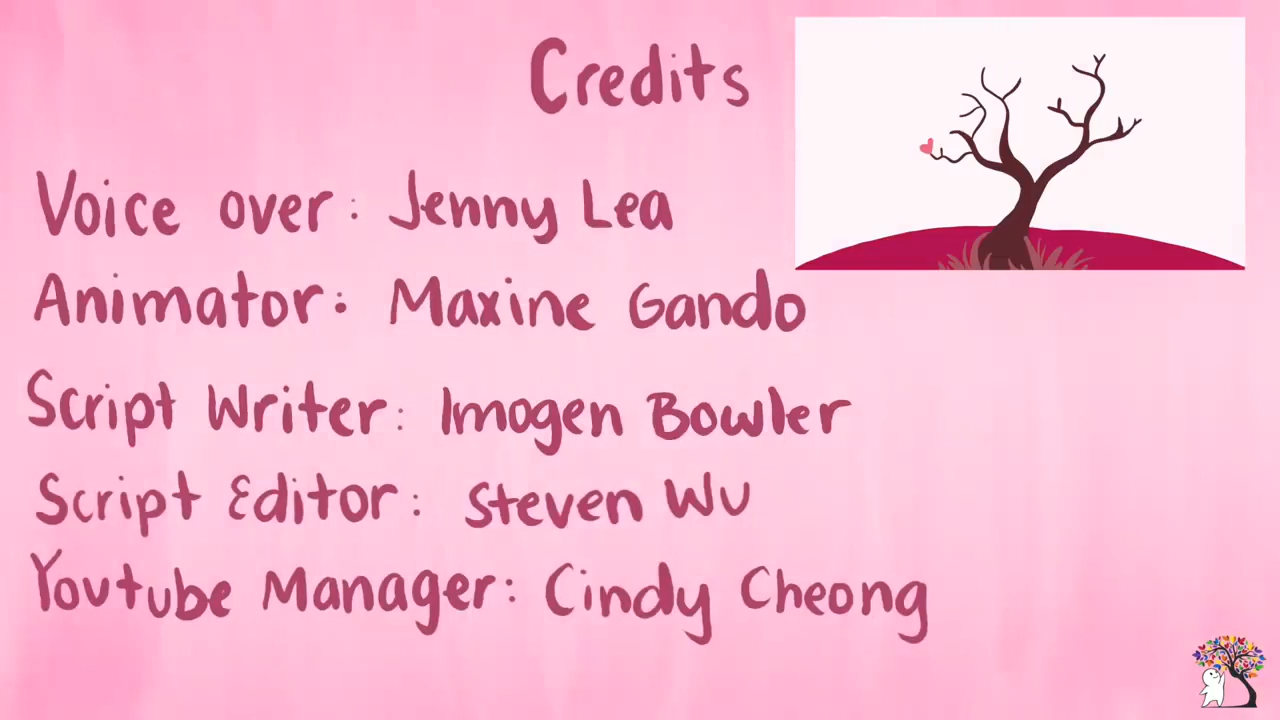 Credits
Voice over: Jenny Lea
Animator: Maxine Gando
Script Writer: Imogen Bowler
Script Editor: Steven Wu
Youtube Manager: Cindy Cheong